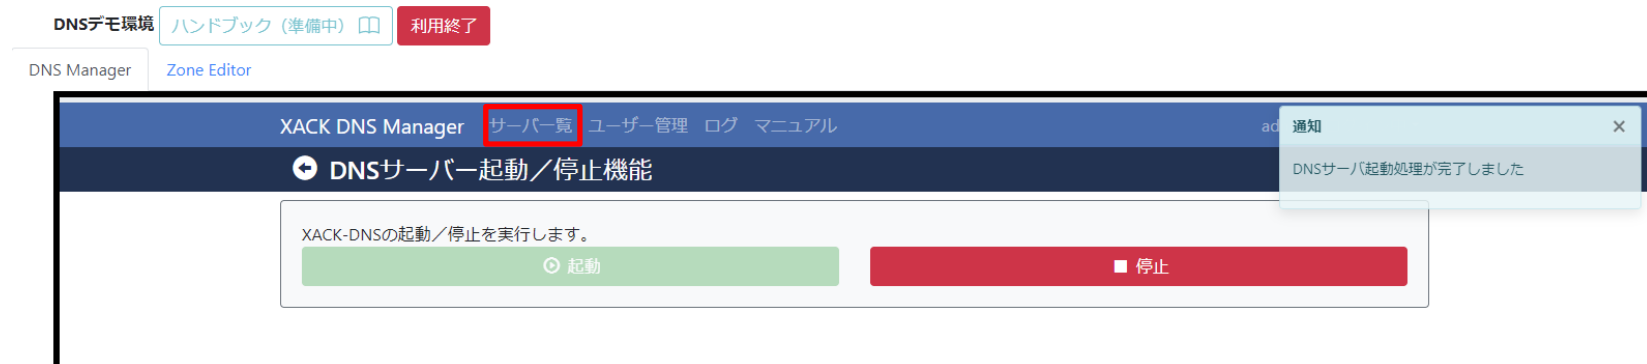 DNSデモ環境 ハンドブック（準備中） 利用終了
DNS Manager Zone Editor
XACK DNS Manager サーバ一覧 ユーザー管理 ログ マニュアル ad
通知
DNSサーバー起動／停止機能
DNSサーバ起動処理が完了しました
XACK-DNSの起動／停止を実行します。
起動 停止